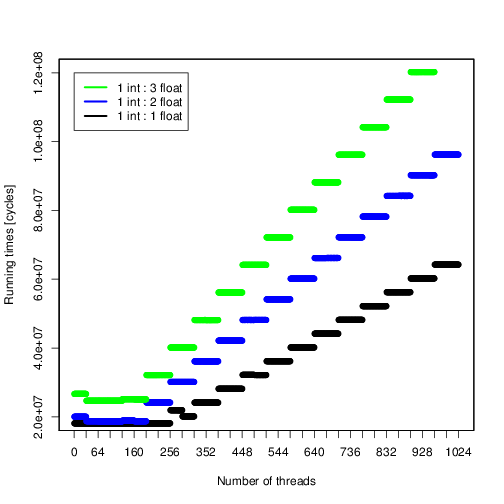 1 int : 3 float
1 int : 2 float
1 int : 1 float
Running times [cycles]
1.2e+08
1.0e+08
8.0e+07
6.0e+07
4.0e+07
2.0e+07
0 64 160 256 352 448 544 640 736 832 928 1024
Number of threads